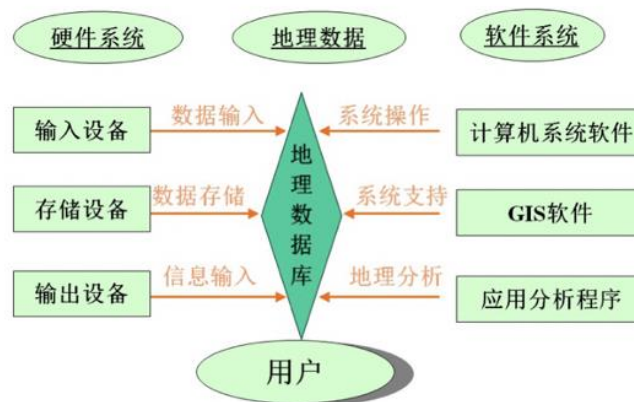 硬件系统 地理数据 软件系统
输入设备 数据输入 系统操作 计算机系统软件
地理数据库
存储设备 数据存储 系统支持 GIS软件
输出设备 信息输入 地理分析 应用分析程序
用户